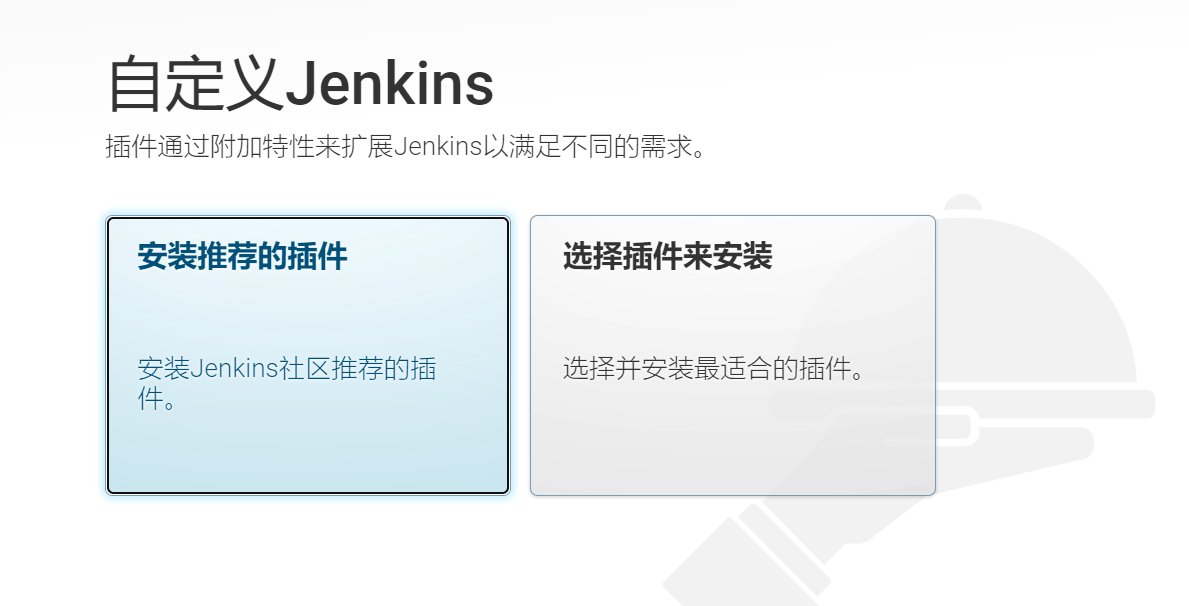 自定义Jenkins
插件通过附加特性来扩展Jenkins以满足不同的需求。
安装推荐的插件
安装Jenkins社区推荐的插
件。
选择插件来安装
选择并安装最适合的插件。